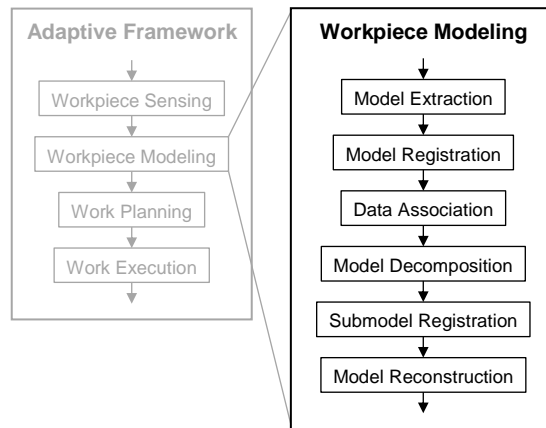 Adaptive Framework
Workpiece Sensing
Workpiece Modeling
Work Planning
Work Execution
Workpiece Modeling
Model Extraction
Model Registration
Data Association
Model Decomposition
Submodel Registration
Model Reconstruction